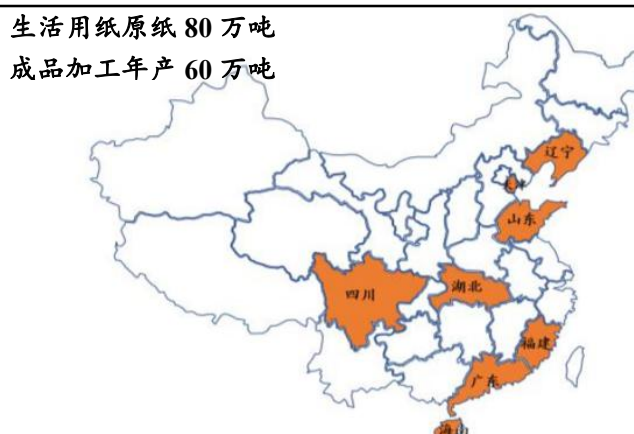 生活用纸原纸 80 万吨
成品加工年产 60 万吨
辽宁
天津
山东
四川
湖北
福建
广东